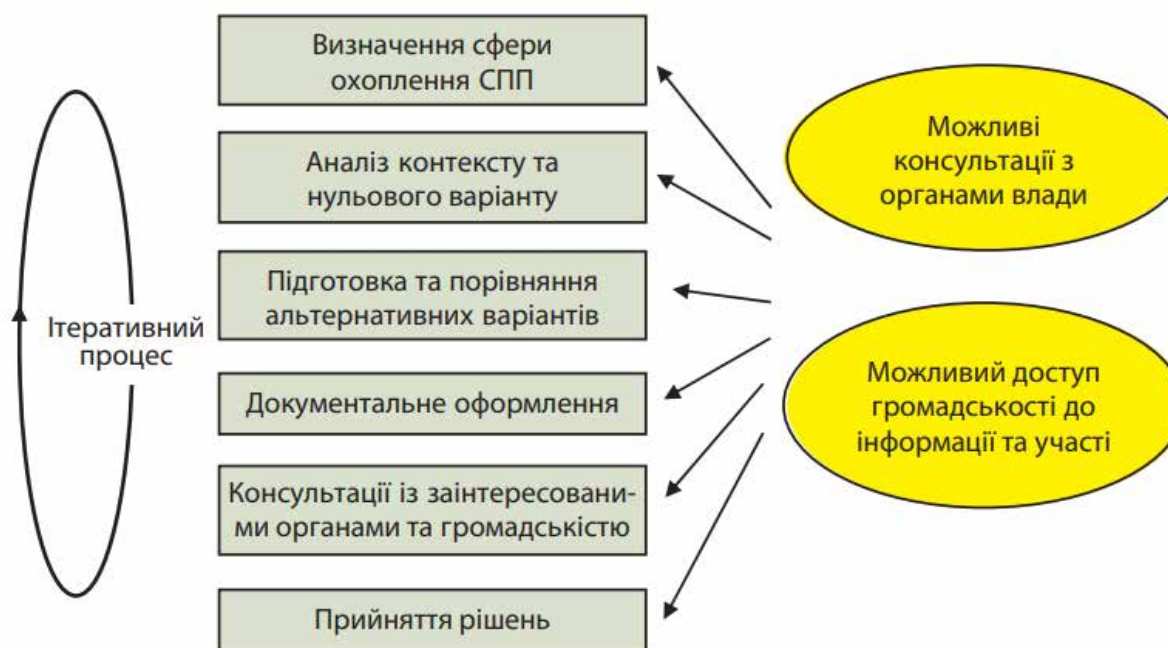 Визначення сфери
охоплення СПП
Аналіз контексту та
нульового варіанту
Підготовка та порівняння
альтернативних варіантів
Документальне оформлення
Консультації із заінтересовани-
ми органами та громадськістю
Прийняття рішень
Ітеративний
процес
Можливі
консультації з
органами влади
Можливий доступ
громадськості до
інформації та участі